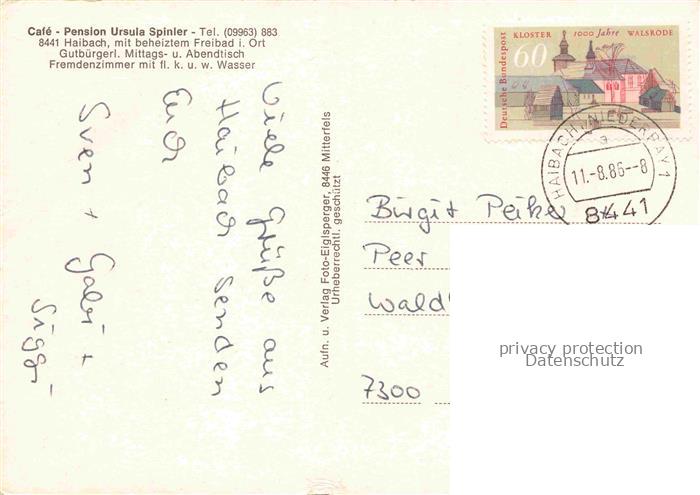 Café - Pension Ursula Spinler - Tel. (09963) 883
8441 Haibach, mit beheiztem Freibad i. Ort
Gutbürgerl. Mittags- u. Abendtisch
Fremdenzimmer mit fl. k. u. w. Wasser
Viele Grüße aus
Haibach senden
Euch
Sven + Gabi +
Siggi
Aufn. u. Verlag Foto-Eiglsperger, 8446 Mitterfels
Urheberrechtl. geschützt
KLOSTER 1000 Jahre WALSRODE
60
Deutsche Bundespost
HAIBACH, NIEDERBAY 1
a
11.-8.86--8
8441
Birgit Peiker +
Peer
Wald
7300
privacy protection
Datenschutz